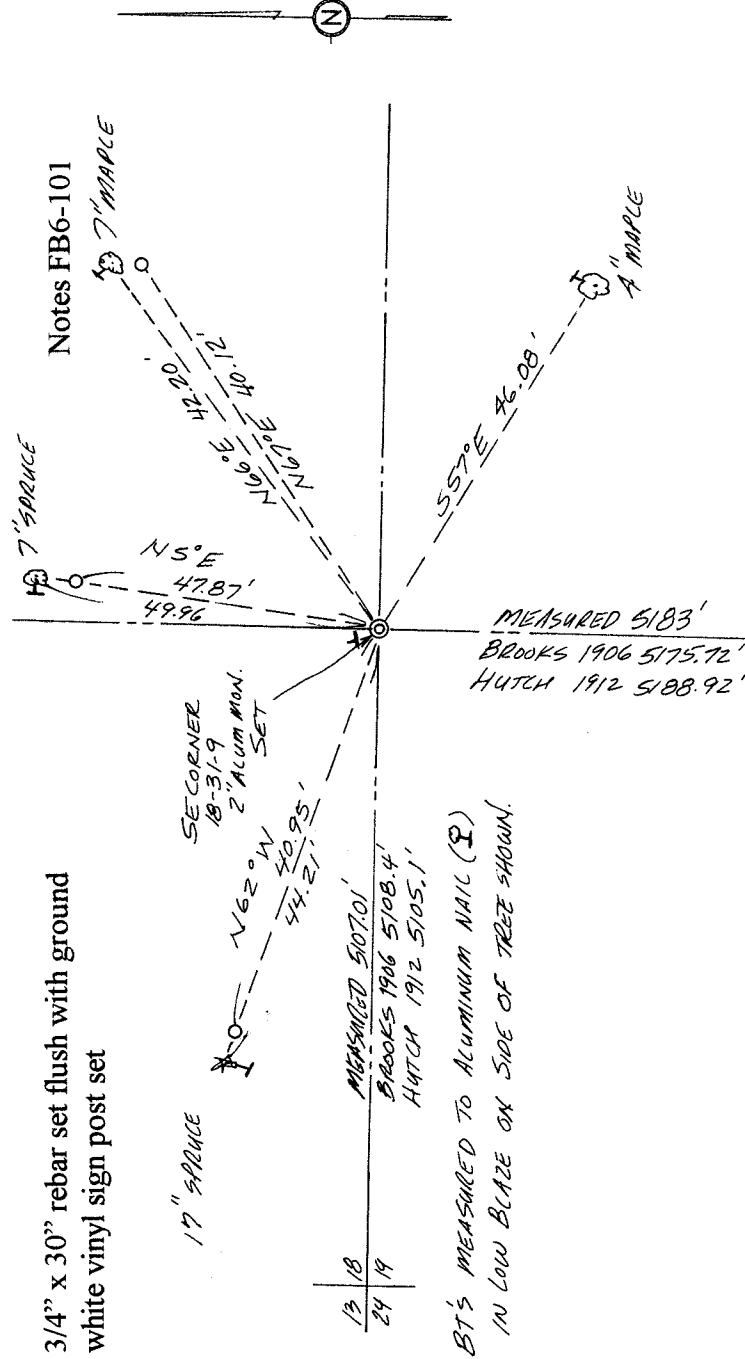 3/4” x 30” rebar set flush with ground
white vinyl sign post set
Notes FB6-101
N
17" SPRUCE
7" SPRUCE
7" MAPLE
4" MAPLE
N62°W
40.95'
44.21'
N5°E
47.87'
49.96
N66°E 42.20'
N67°E 40.12'
S57°E 46.08'
SE CORNER
18-31-9
2" ALUM MON.
SET
MEASURED 5107.01'
BROOKS 1906 5108.4'
HUTCH 1912 5105.1'
MEASURED 5183'
BROOKS 1906 5175.72'
HUTCH 1912 5188.92'
13 18
24 19
BT'S MEASURED TO ALUMINUM NAIL ( )
IN LOW BLAZE ON SIDE OF TREE SHOWN.